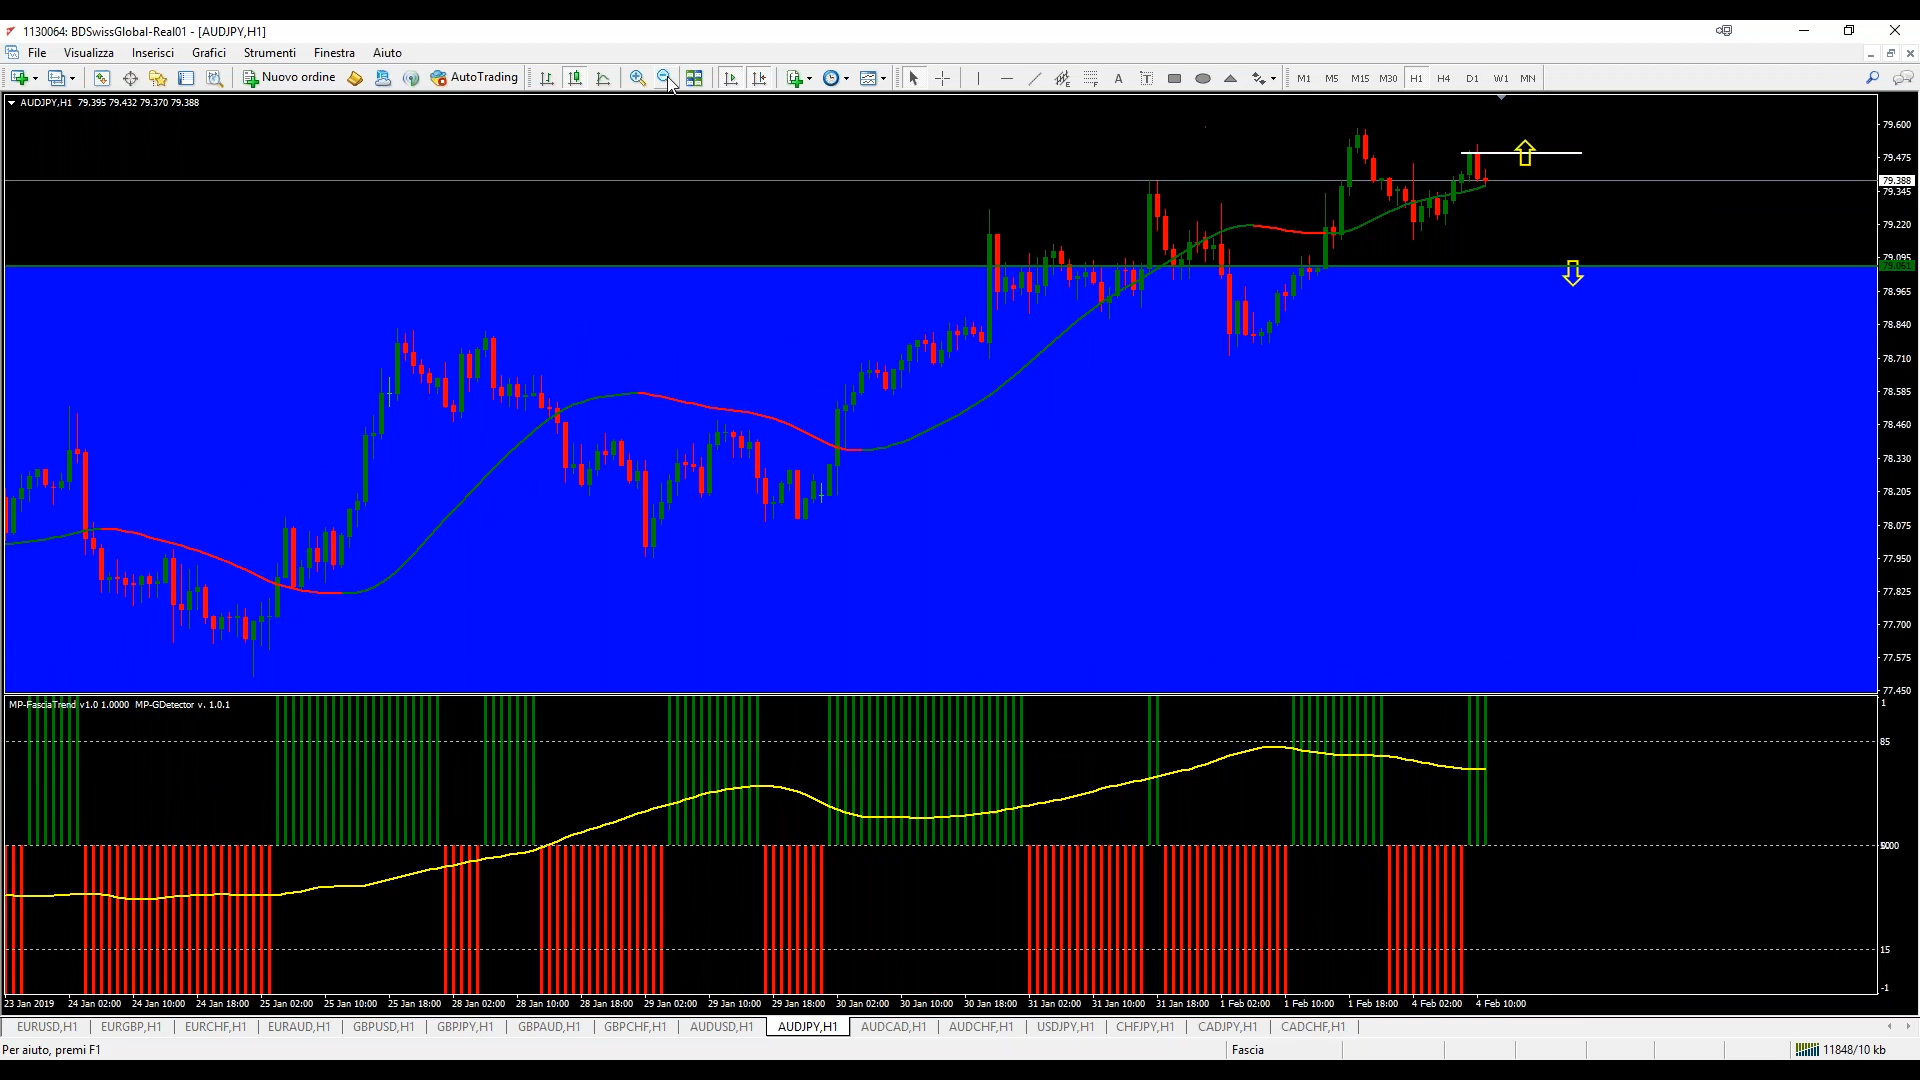 1130064: BDSwissGlobal-Real01 - [AUDJPY,H1]
File Visualizza Inserisci Grafici Strumenti Finestra Aiuto
Nuovo ordine AutoTrading A T M1 M5 M15 M30 H1 H4 D1 W1 MN
AUDJPY,H1 79.395 79.432 79.370 79.388
79.600
79.475
79.388
79.345
79.220
79.095
78.965
78.840
78.710
78.585
78.460
78.330
78.205
78.075
77.950
77.825
77.700
77.575
77.450
MP-FasciaTrend v1.0 1.0000 MP-GDetector v. 1.0.1
1
85
15
-1
23 Jan 2019 24 Jan 02:00 24 Jan 10:00 24 Jan 18:00 25 Jan 02:00 25 Jan 10:00 25 Jan 18:00 28 Jan 02:00 28 Jan 10:00 28 Jan 18:00 29 Jan 02:00 29 Jan 10:00 29 Jan 18:00 30 Jan 02:00 30 Jan 10:00 30 Jan 18:00 31 Jan 02:00 31 Jan 10:00 31 Jan 18:00 1 Feb 02:00 1 Feb 10:00 1 Feb 18:00 4 Feb 02:00 4 Feb 10:00
EURUSD,H1 EURGBP,H1 EURCHF,H1 EURAUD,H1 GBPUSD,H1 GBPJPY,H1 GBPAUD,H1 GBPCHF,H1 AUDUSD,H1 AUDJPY,H1 AUDCAD,H1 AUDCHF,H1 USDJPY,H1 CHFJPY,H1 CADJPY,H1 CADCHF,H1
Per aiuto, premi F1 Fascia 11848/10 kb